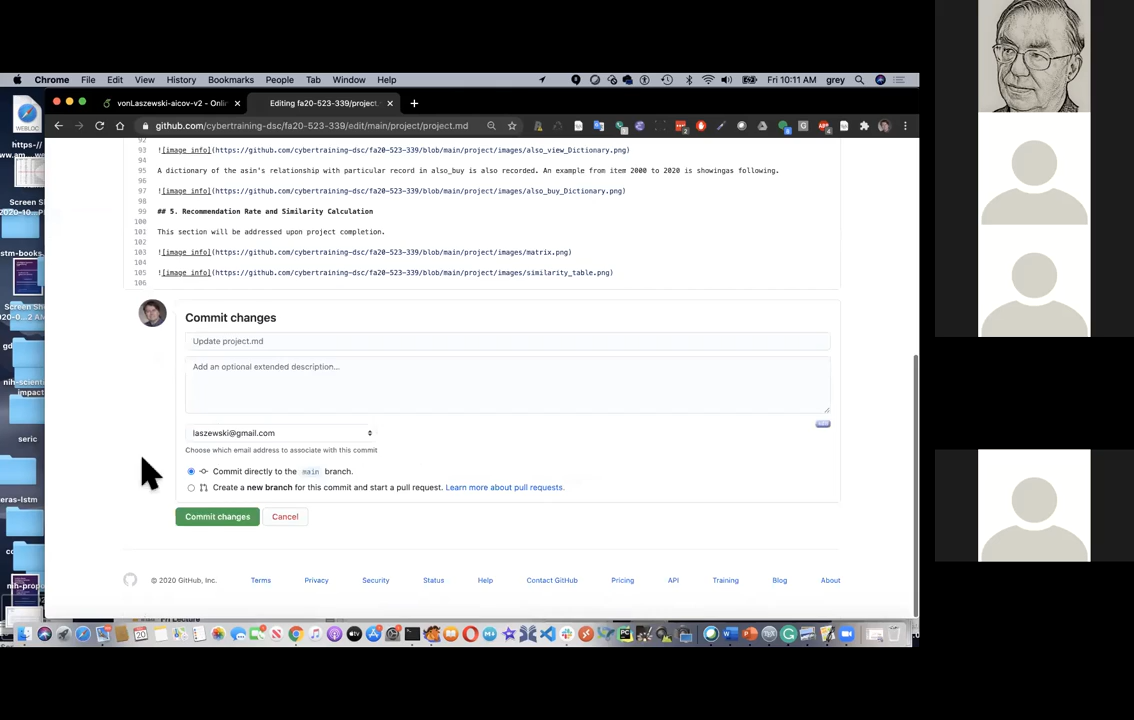 Chrome File Edit View History Bookmarks People Tab Window Help Fri 10:11 AM grey
vonLaszewski-aicov-v2 - Onli Editing fa20-523-339/project.
github.com/cybertraining-dsc/fa20-523-339/edit/main/project/project.md
WEBLOC
https-//
Screen Sh
Screen Sho
seric
92
93 ![image info](https://github.com/cybertraining-dsc/fa20-523-339/blob/main/project/images/also_view_Dictionary.png)
94
95 A dictionary of the asin's relationship with particular record in also_buy is also recorded. An example from item 2000 to 2020 is showingas following.
96
97 ![image info](https://github.com/cybertraining-dsc/fa20-523-339/blob/main/project/images/also_buy_Dictionary.png)
98
99 ## 5. Recommendation Rate and Similarity Calculation
100
101 This section will be addressed upon project completion.
102
103 ![image info](https://github.com/cybertraining-dsc/fa20-523-339/blob/main/project/images/matrix.png)
104
105 ![image info](https://github.com/cybertraining-dsc/fa20-523-339/blob/main/project/images/similarity_table.png)
106
Commit changes
Update project.md
Add an optional extended description...
laszewski@gmail.com
Choose which email address to associate with this commit
Commit directly to the main branch.
Create a new branch for this commit and start a pull request. Learn more about pull requests.
Commit changes Cancel
© 2020 GitHub, Inc. Terms Privacy Security Status Help Contact GitHub Pricing API Training Blog About